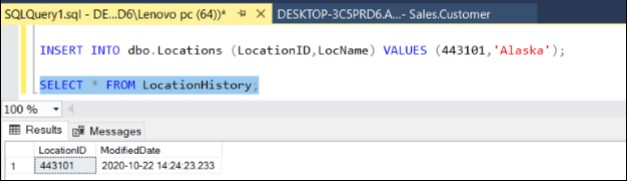 SQLQuery1.sql - DE...D6\Lenovo pc (64))* DESKTOP-3C5PRD6.A...- Sales.Customer
INSERT INTO dbo.Locations (LocationID,LocName) VALUES (443101,'Alaska');
SELECT * FROM LocationHistory;
100 %
Results Messages
LocationID ModifiedDate
1 443101 2020-10-22 14:24:23.233